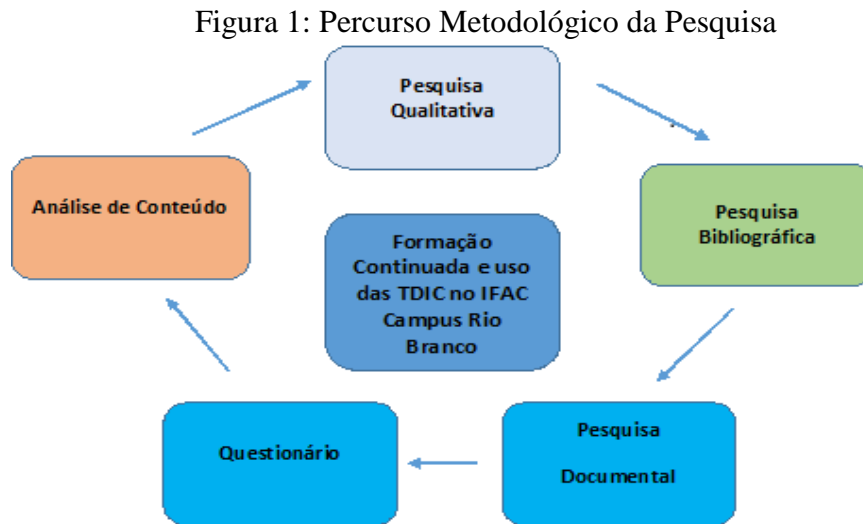 Figura 1: Percurso Metodológico da Pesquisa
Pesquisa
Qualitativa
Análise de Conteúdo
Pesquisa
Bibliográfica
Formação
Continuada e uso
das TDIC no IFAC
Campus Rio
Branco
Questionário
Pesquisa
Documental